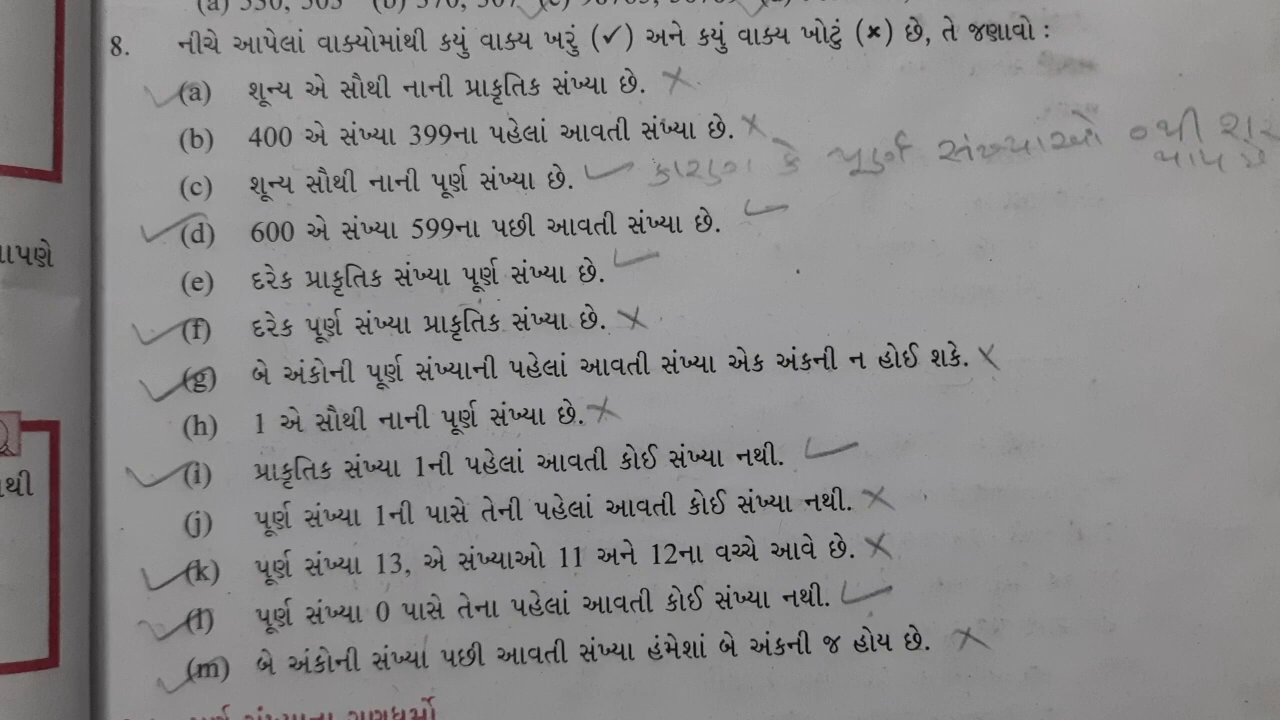 8. નીચે આપેલાં વાક્યોમાંથી કયું વાક્ય ખરું (✓) અને કયું વાક્ય ખોટું (×) છે, તે જણાવો :
(a) શૂન્ય એ સૌથી નાની પ્રાકૃતિક સંખ્યા છે. ×
(b) 400 એ સંખ્યા 399ના પહેલાં આવતી સંખ્યા છે. ×
(c) શૂન્ય સૌથી નાની પૂર્ણ સંખ્યા છે. ✓ કારણ કે પૂર્ણ સંખ્યાઓ 0થી
(d) 600 એ સંખ્યા 599ના પછી આવતી સંખ્યા છે. ✓
(e) દરેક પ્રાકૃતિક સંખ્યા પૂર્ણ સંખ્યા છે. ✓
(f) દરેક પૂર્ણ સંખ્યા પ્રાકૃતિક સંખ્યા છે. ×
(g) બે અંકોની પૂર્ણ સંખ્યાની પહેલાં આવતી સંખ્યા એક અંકની ન હોઈ શકે. ×
(h) 1 એ સૌથી નાની પૂર્ણ સંખ્યા છે. ×
(i) પ્રાકૃતિક સંખ્યા 1ની પહેલાં આવતી કોઈ સંખ્યા નથી. ✓
(j) પૂર્ણ સંખ્યા 1ની પાસે તેની પહેલાં આવતી કોઈ સંખ્યા નથી. ×
(k) પૂર્ણ સંખ્યા 13, એ સંખ્યાઓ 11 અને 12ના વચ્ચે આવે છે. ×
(l) પૂર્ણ સંખ્યા 0 પાસે તેના પહેલાં આવતી કોઈ સંખ્યા નથી. ✓
(m) બે અંકોની સંખ્યા પછી આવતી સંખ્યા હંમેશાં બે અંકની જ હોય છે. ×